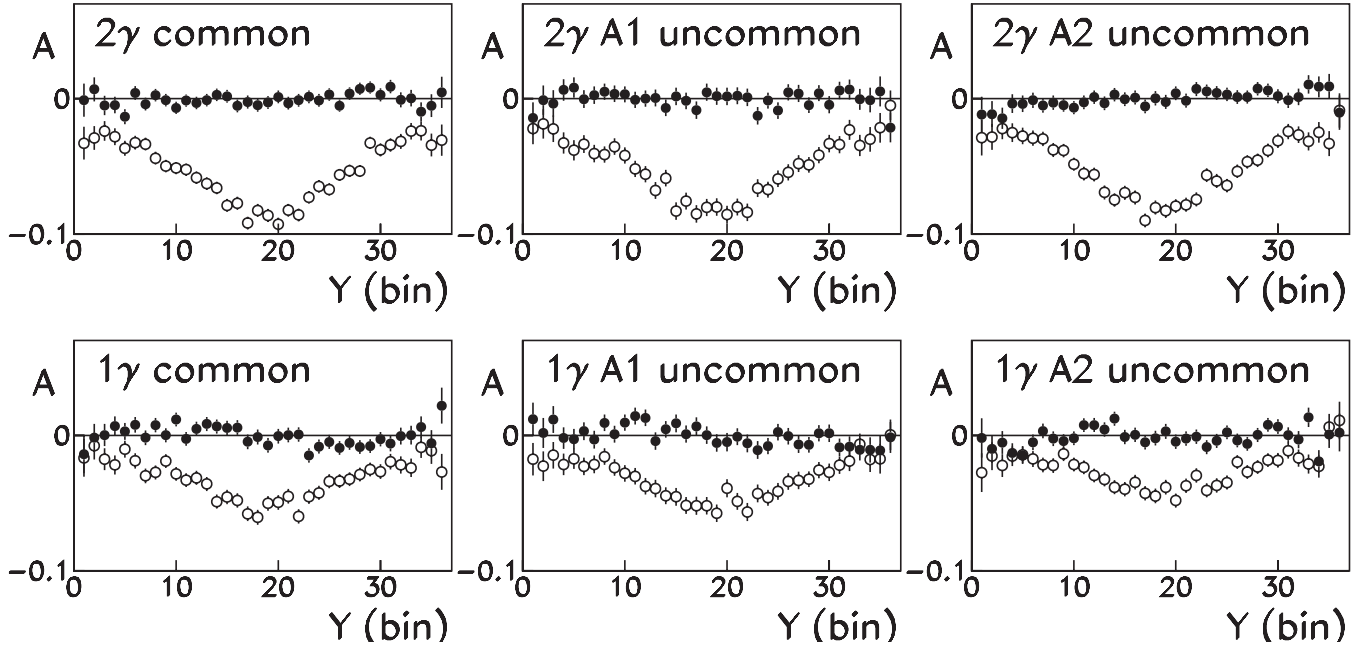 A 2γ common
0
−0.1
0 10 20 30
Y (bin)
A 2γ A1 uncommon
0
−0.1
0 10 20 30
Y (bin)
A 2γ A2 uncommon
0
−0.1
0 10 20 30
Y (bin)
A 1γ common
0
−0.1
0 10 20 30
Y (bin)
A 1γ A1 uncommon
0
−0.1
0 10 20 30
Y (bin)
A 1γ A2 uncommon
0
−0.1
0 10 20 30
Y (bin)